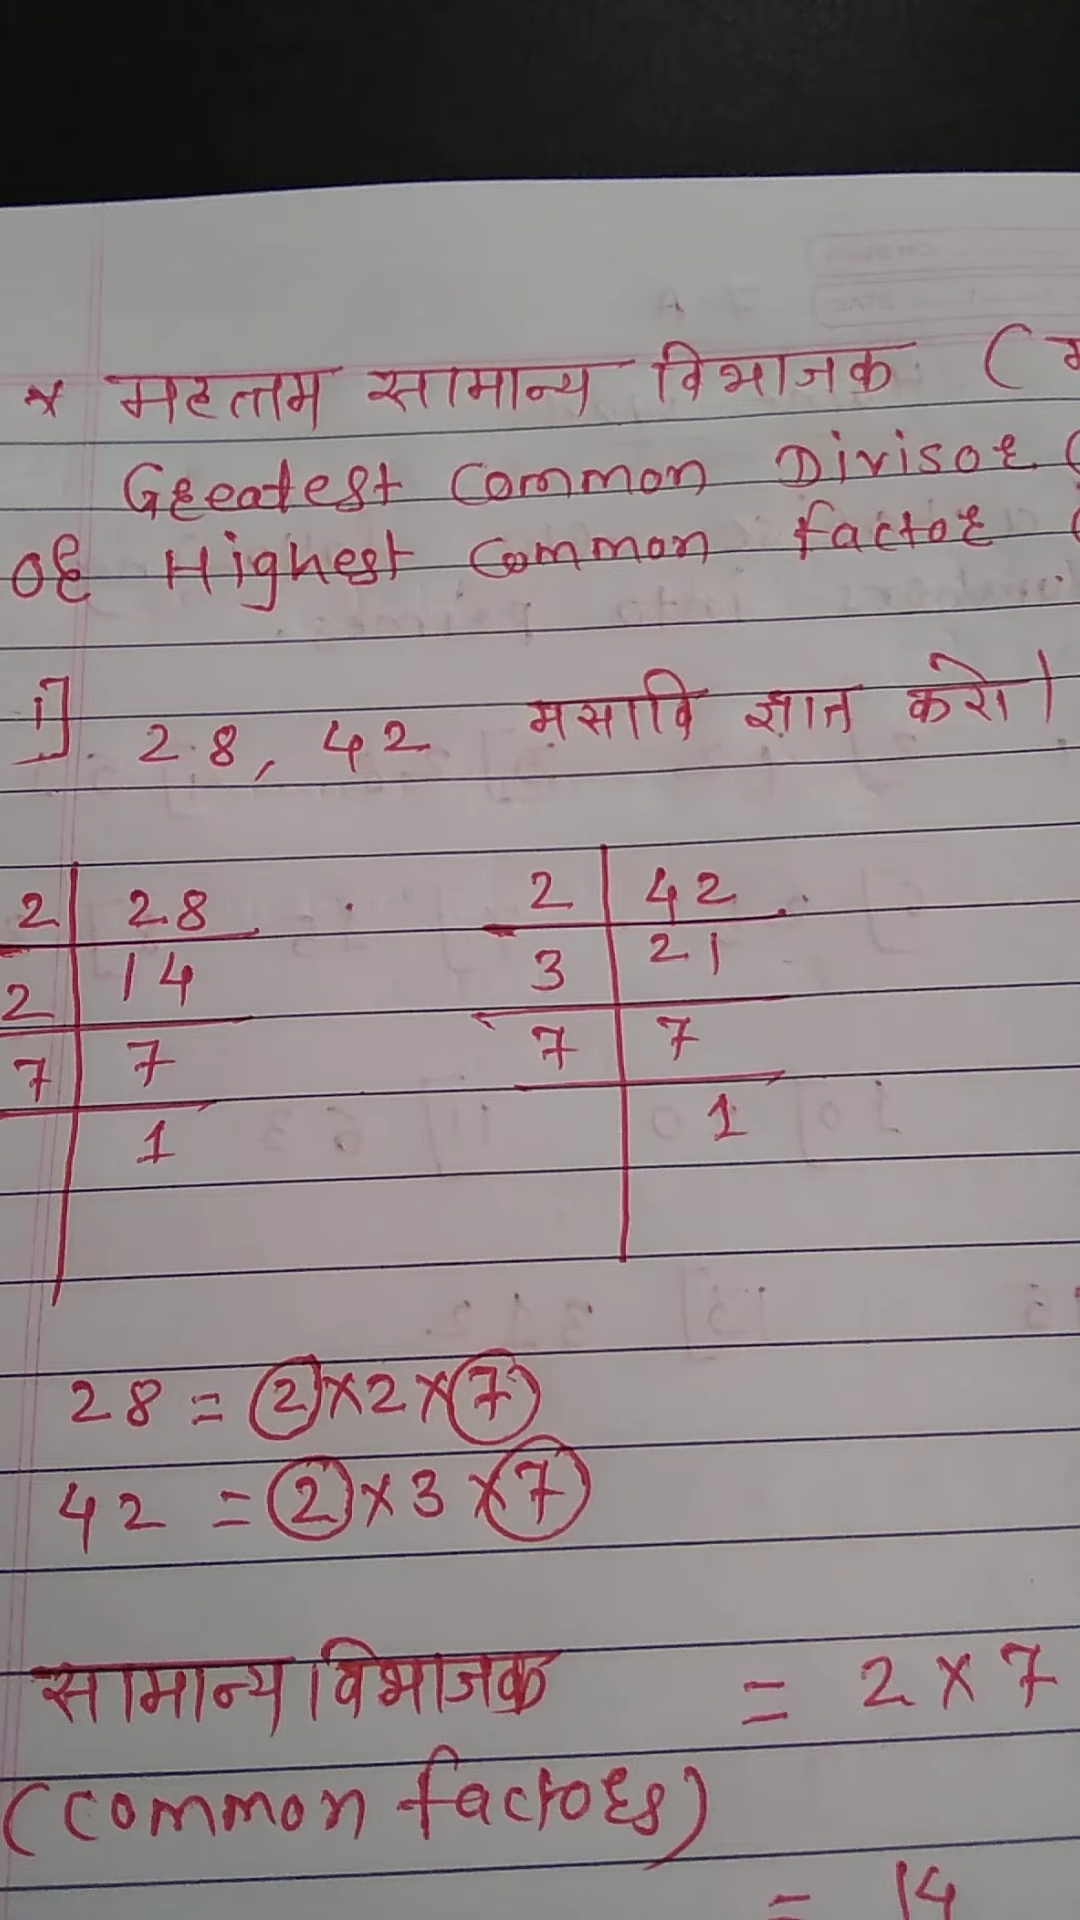 * महत्तम सामान्य विभाजक (
Greatest Common Divisor (
or Highest Common factor (
1] 28, 42 मसावि ज्ञात करो।
2 | 28    2 | 42
2 | 14    3 | 21
7 | 7    7 | 7
1    1
28 = 2×2×7
42 = 2×3×7
सामान्य विभाजक = 2×7
(common factors)
= 14